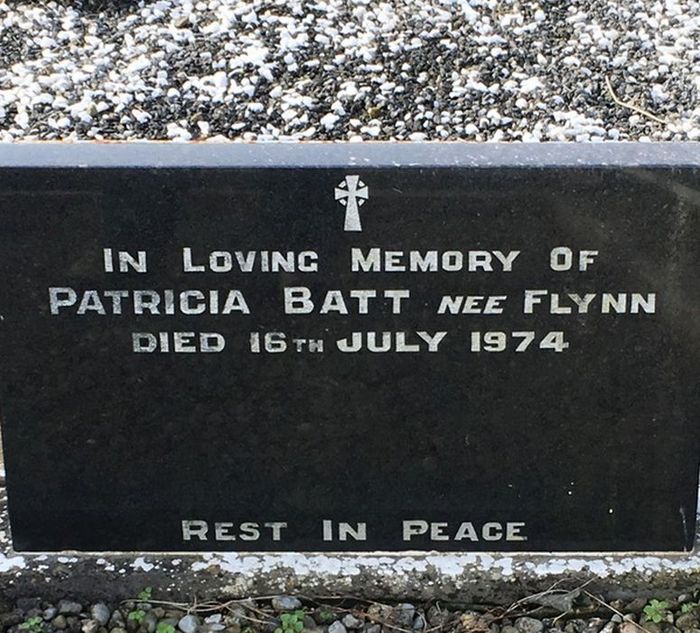 IN LOVING MEMORY OF
PATRICIA BATT NEE FLYNN
DIED 16TH JULY 1974
REST IN PEACE